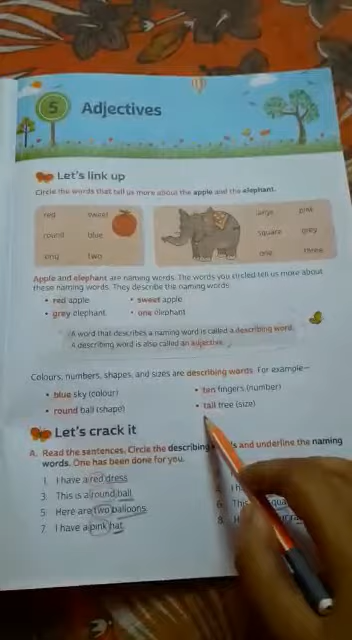 5 Adjectives
Let's link up
Circle the words that tell us more about the apple and the elephant.
red sweet large pink
round blue square grey
long two one three
Apple and elephant are naming words. The words you circled tell us more about
these naming words. They describe the naming words.
• red apple • sweet apple
• grey elephant • one elephant
A word that describes a naming word is called a describing word.
A describing word is also called an adjective.
Colours, numbers, shapes, and sizes are describing words. For example—
• blue sky (colour) • ten fingers (number)
• round ball (shape) • tall tree (size)
Let's crack it
A. Read the sentences. Circle the describing and underline the naming
words. One has been done for you.
1. I have a red dress
3. This is a round ball
5. Here are two balloons
7. I have a pink hat
6. This
8.